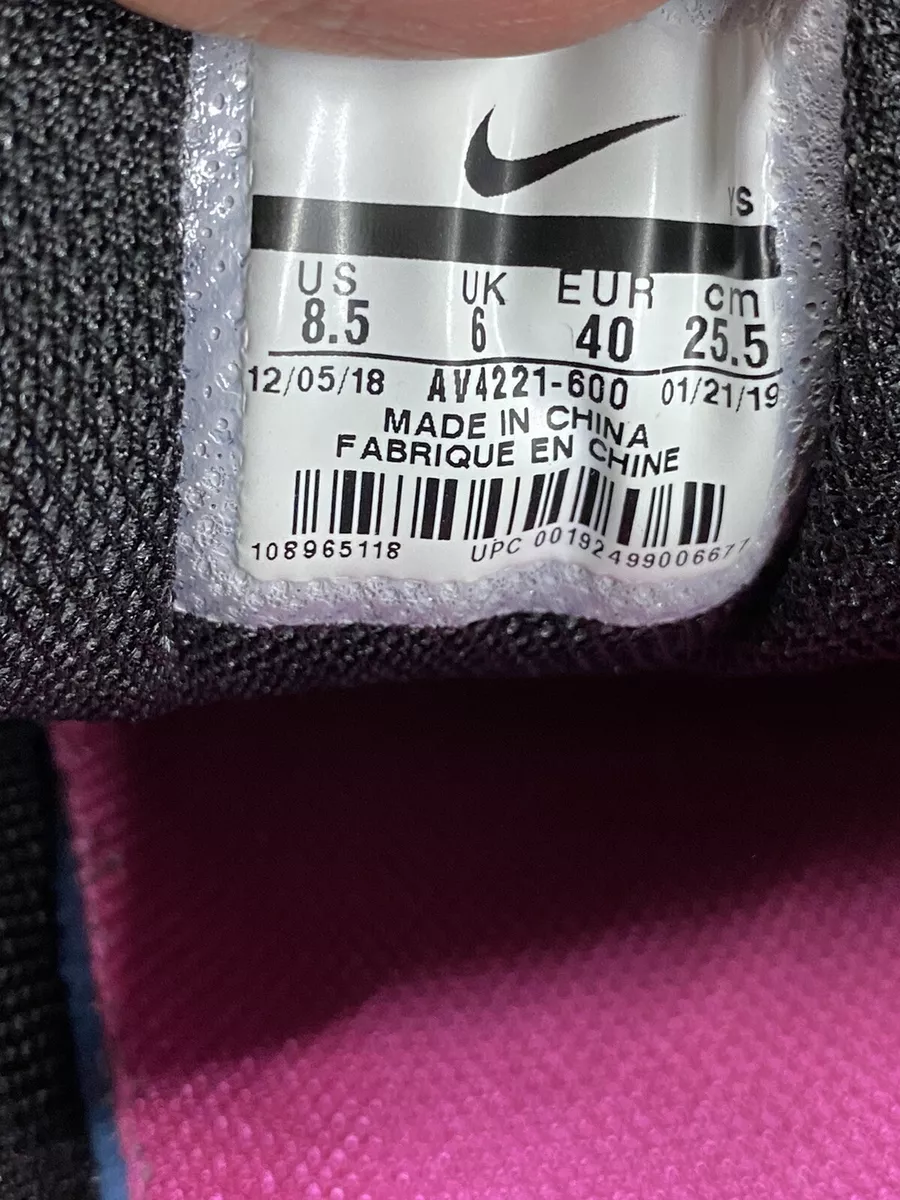 YS
US UK EUR cm
8.5 6 40 25.5
12/05/18 AV4221-600 01/21/19
MADE IN CHINA
FABRIQUE EN CHINE
108965118 UPC 00192499006677